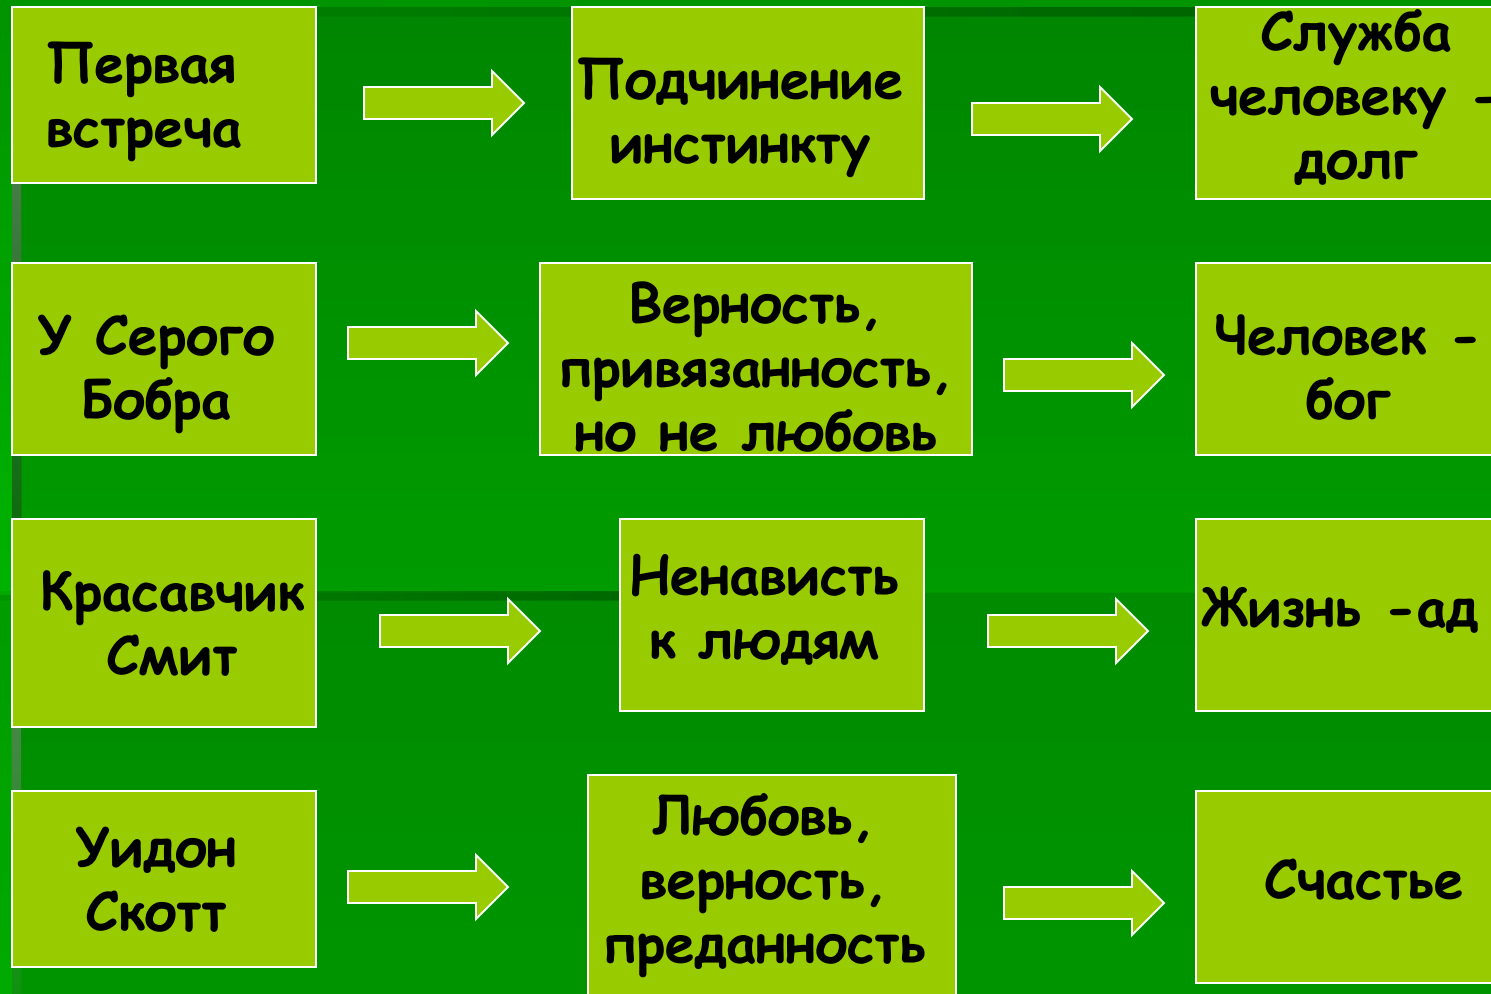 Первая
встреча
Подчинение
инстинкту
Служба
человеку -
долг
У Серого
Бобра
Верность,
привязанность,
но не любовь
Человек -
бог
Красавчик
Смит
Ненависть
к людям
Жизнь -ад
Уидон
Скотт
Любовь,
верность,
преданность
Счастье